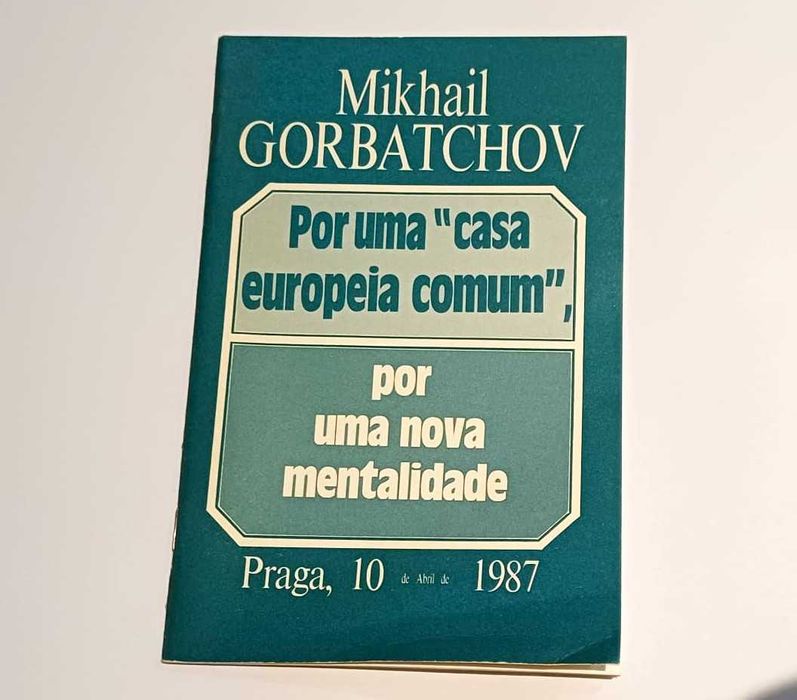 Mikhail
GORBATCHOV
Por uma "casa
europeia comum",
por
uma nova
mentalidade
Praga, 10 de Abril de 1987